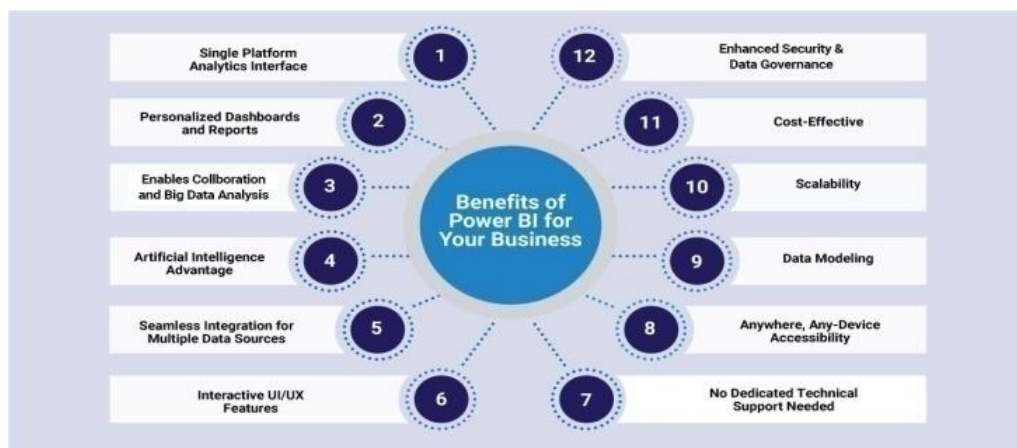 Benefits of
Power BI for
Your Business
1
Single Platform
Analytics Interface
2
Personalized Dashboards
and Reports
3
Enables Collboration
and Big Data Analysis
4
Artificial Intelligence
Advantage
5
Seamless Integration for
Multiple Data Sources
6
Interactive UI/UX
Features
7
No Dedicated Technical
Support Needed
8
Anywhere, Any-Device
Accessibility
9
Data Modeling
10
Scalability
11
Cost-Effective
12
Enhanced Security &
Data Governance